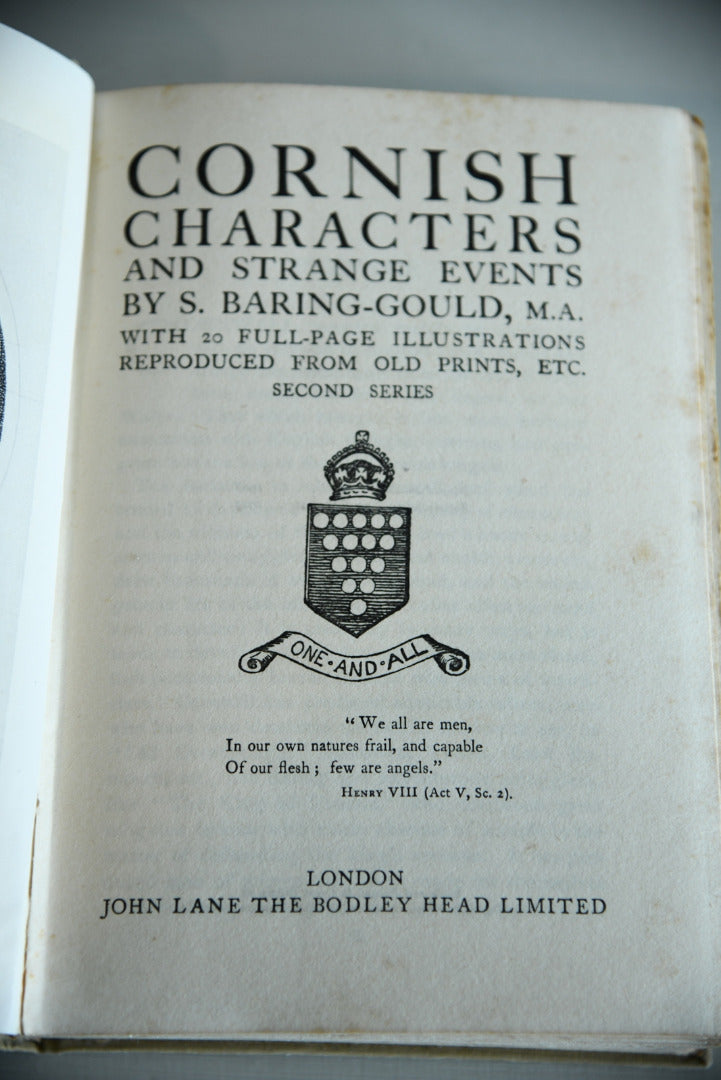 CORNISH
CHARACTERS
AND STRANGE EVENTS
BY S. BARING-GOULD, M.A.
WITH 20 FULL-PAGE ILLUSTRATIONS
REPRODUCED FROM OLD PRINTS, ETC.
SECOND SERIES
ONE·AND·ALL
“We all are men,
In our own natures frail, and capable
Of our flesh; few are angels.”
HENRY VIII (Act V, Sc. 2).
LONDON
JOHN LANE THE BODLEY HEAD LIMITED